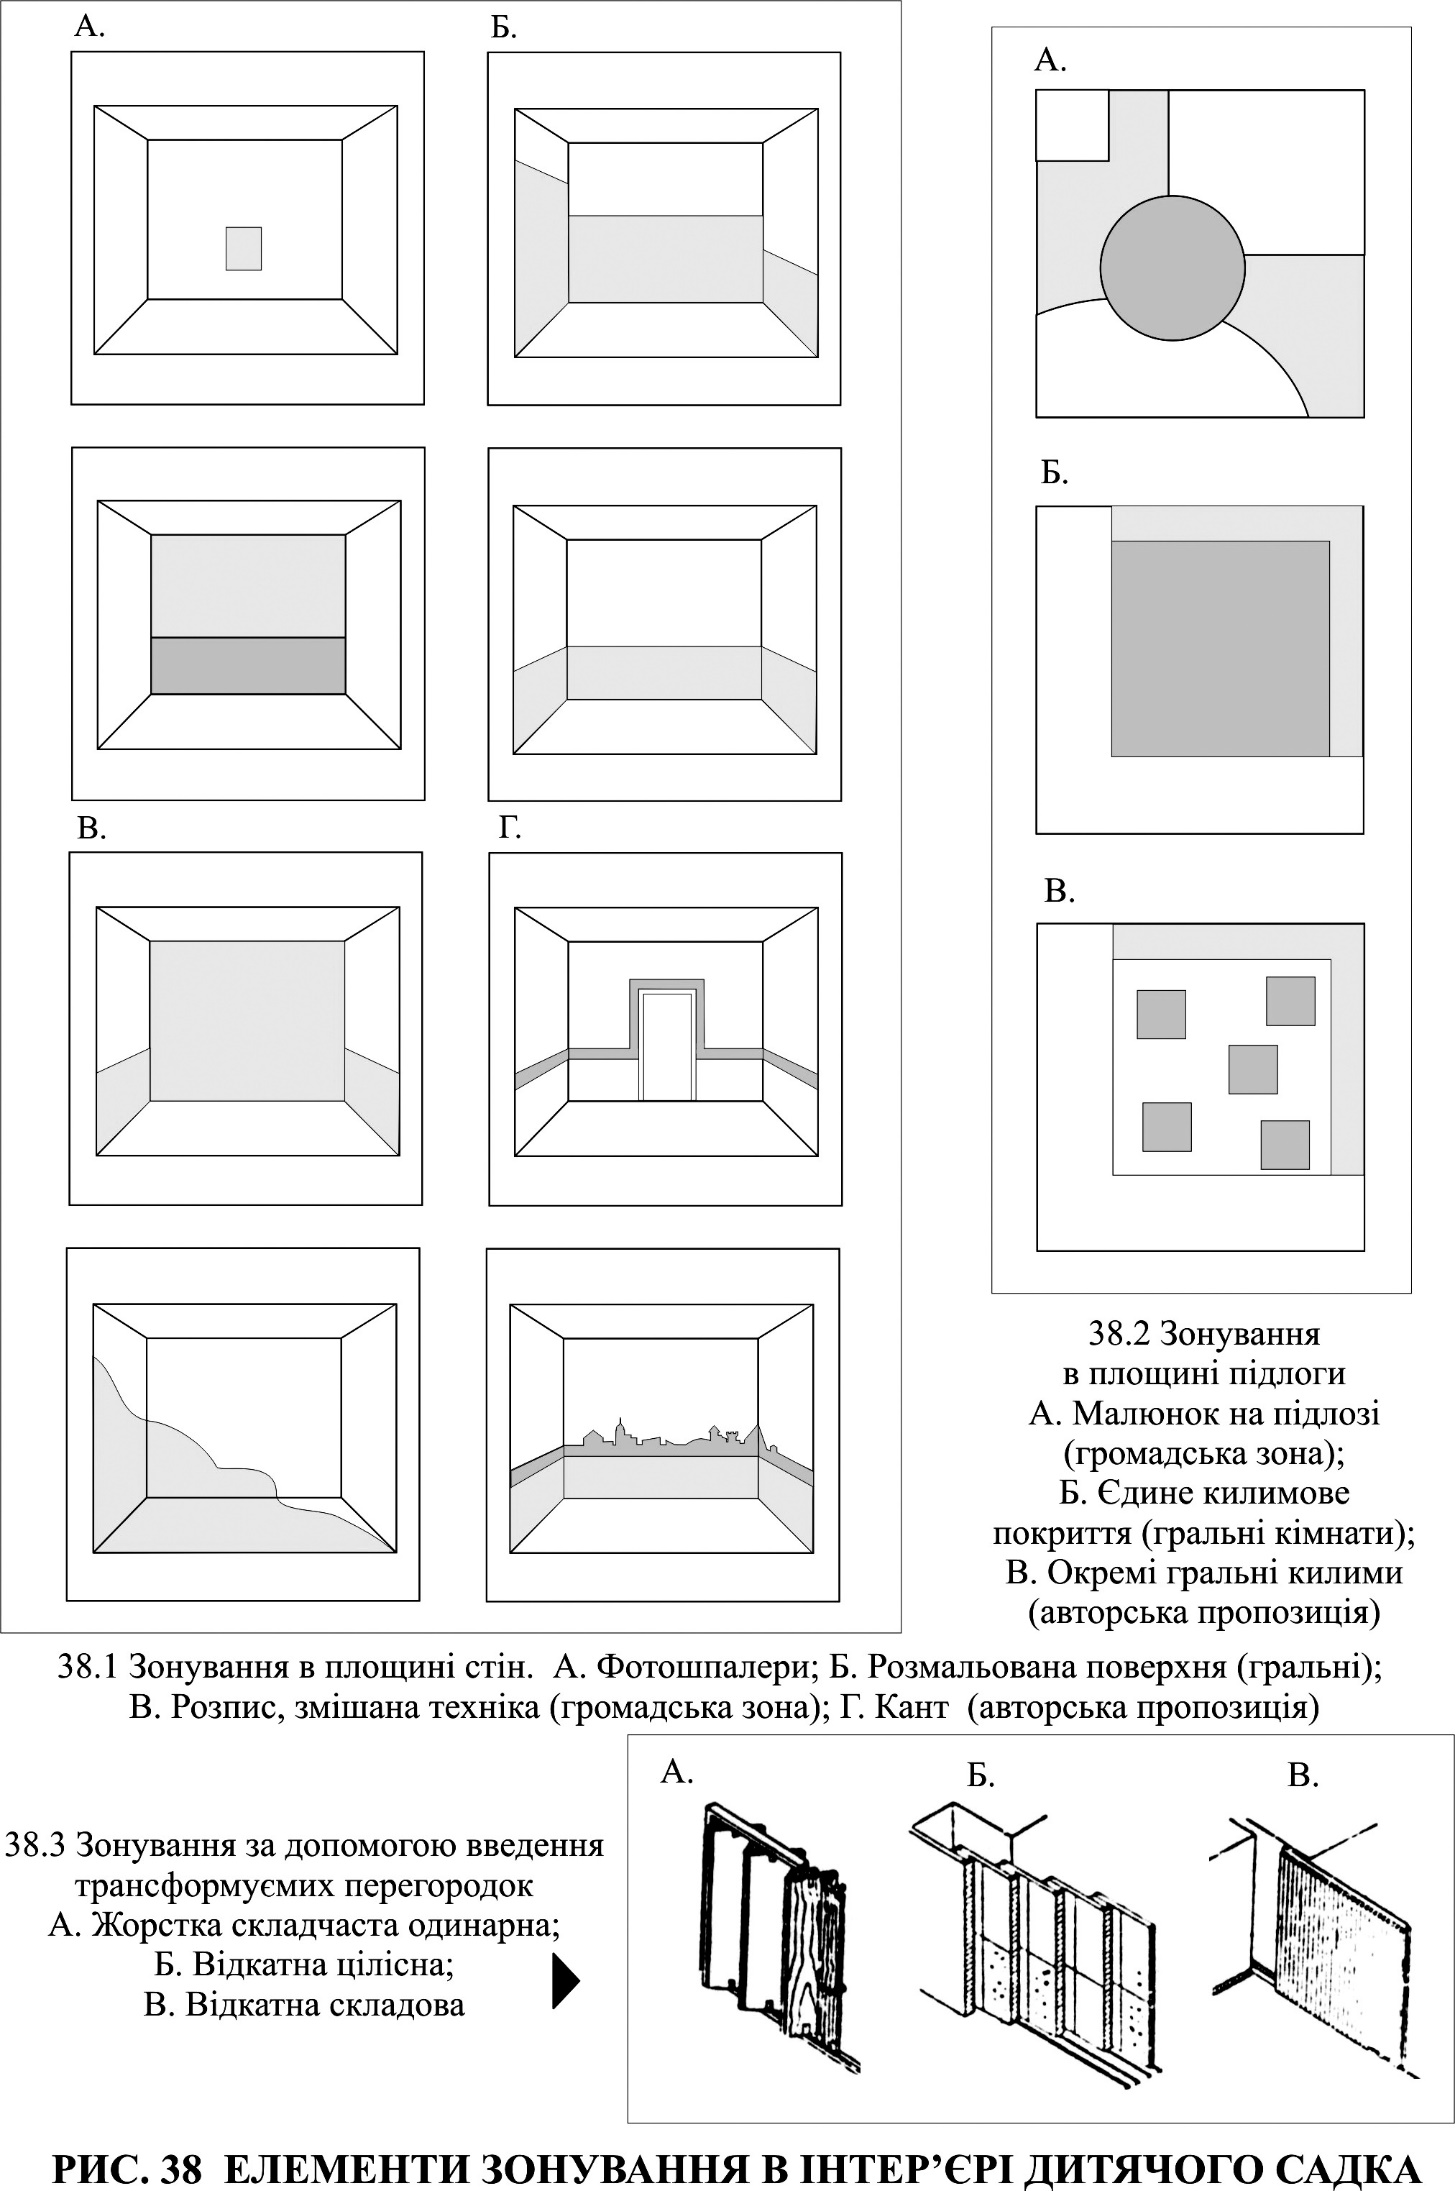 А.
Б.
В.
Г.
А.
Б.
В.
38.2 Зонування
в площині підлоги
А. Малюнок на підлозі
(громадська зона);
Б. Єдине килимове
покриття (гральні кімнати);
В. Окремі гральні килими
(авторська пропозиція)
38.1 Зонування в площині стін. А. Фотошпалери; Б. Розмальована поверхня (гральні);
В. Розпис, змішана техніка (громадська зона); Г. Кант (авторська пропозиція)
38.3 Зонування за допомогою введення
трансформуємих перегородок
А. Жорстка складчаста одинарна;
Б. Відкатна цілісна;
В. Відкатна складова
А.
Б.
В.
РИС. 38 ЕЛЕМЕНТИ ЗОНУВАННЯ В ІНТЕР’ЄРІ ДИТЯЧОГО САДКА